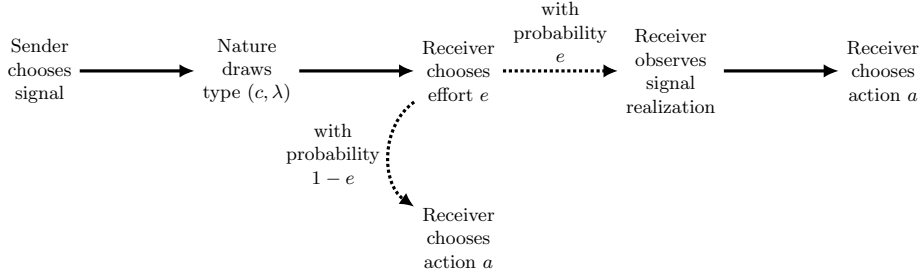 Sender
chooses
signal
Nature
draws
type (c, λ)
Receiver
chooses
effort e
with
probability
e
Receiver
observes
signal
realization
Receiver
chooses
action a
with
probability
1 − e
Receiver
chooses
action a